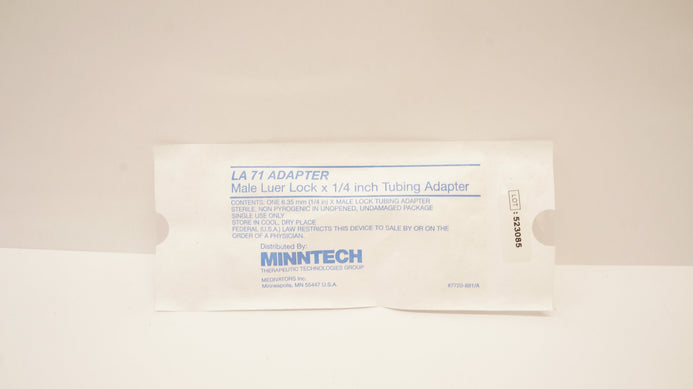 LA 71 ADAPTER
Male Luer Lock x 1/4 inch Tubing Adapter
CONTENTS: ONE 6.35 mm (1/4 in) X MALE LOCK TUBING ADAPTER
STERILE, NON PYROGENIC IN UNOPENED, UNDAMAGED PACKAGE
SINGLE USE ONLY
STORE IN COOL, DRY PLACE
FEDERAL (U.S.A.) LAW RESTRICTS THIS DEVICE TO SALE BY OR ON THE
ORDER OF A PHYSICIAN.
Distributed By:
MINNTECH
THERAPEUTIC TECHNOLOGIES GROUP
MEDIVATORS Inc.
Minneapolis, MN 55447 U.S.A.
LOT: 523085